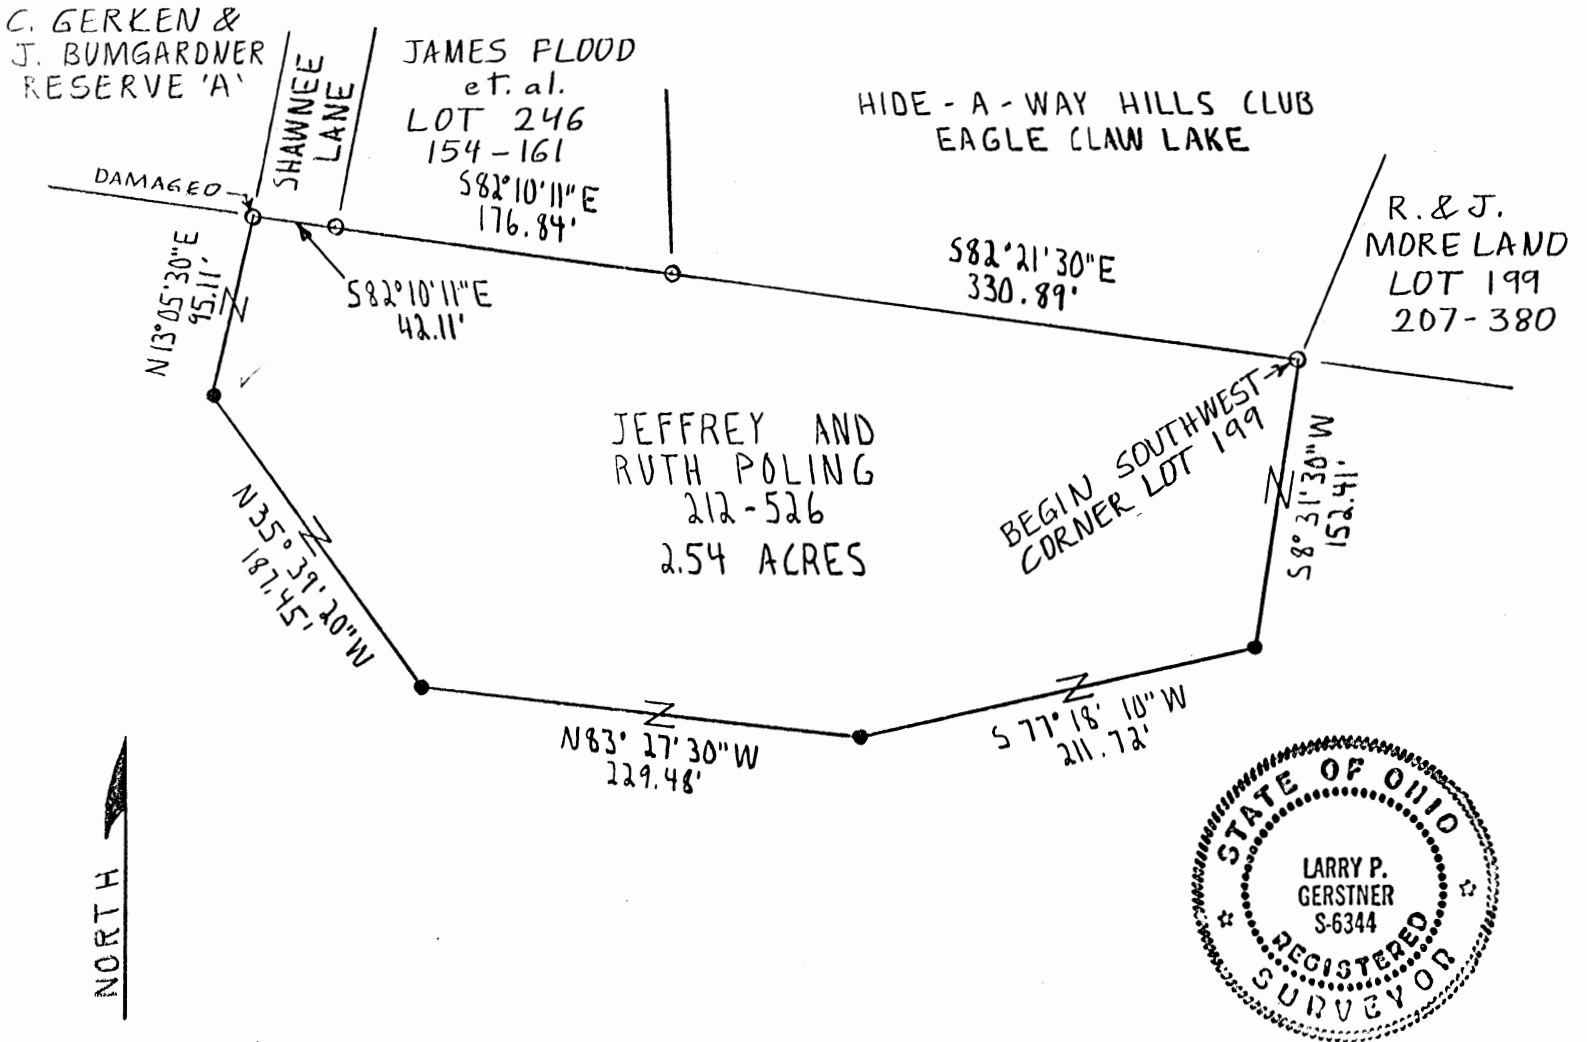 C. GERKEN &
J. BUMGARDNER
RESERVE 'A'
SHAWNEE
LANE
JAMES FLOOD
et. al.
LOT 246
154-161
S82°10'11"E
176.84'
HIDE-A-WAY HILLS CLUB
EAGLE CLAW LAKE
R. & J.
MORELAND
LOT 199
207-380
DAMAGED
N13°05'30"E
95.11'
S82°10'11"E
42.11'
S82°21'30"E
330.89'
BEGIN SOUTHWEST
CORNER LOT 199
S8°31'30"W
152.41'
JEFFREY AND
RUTH POLING
212-526
2.54 ACRES
N35°39'20"W
187.45'
N83°27'30"W
229.48'
S77°18'10"W
211.72'
NORTH
STATE OF OHIO
LARRY P.
GERSTNER
S-6344
REGISTERED
SURVEYOR